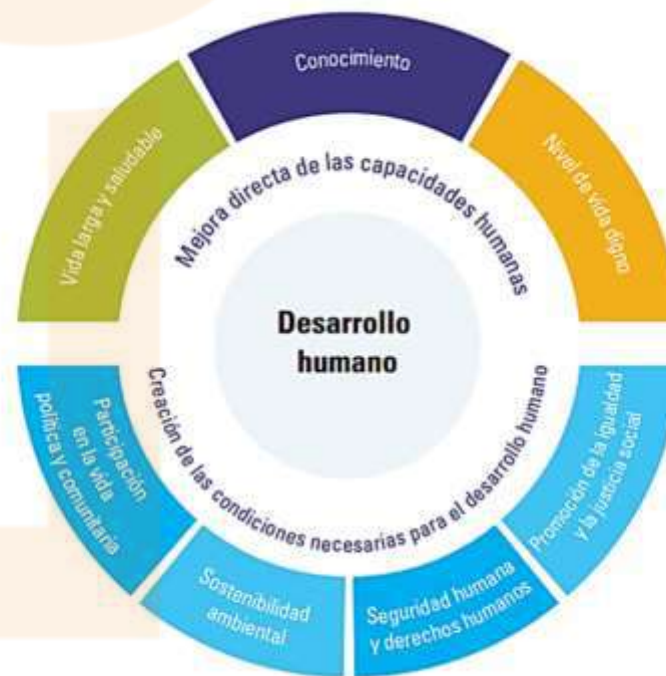 Conocimiento
Vida larga y saludable
Nivel de vida digno
Mejora directa de las capacidades humanas
Desarrollo
humano
Creación de las condiciones necesarias para el desarrollo humano
Participación
en la vida
política y comunitaria
Sostenibilidad
ambiental
Seguridad humana
y derechos humanos
Promoción de la igualdad
y la justicia social